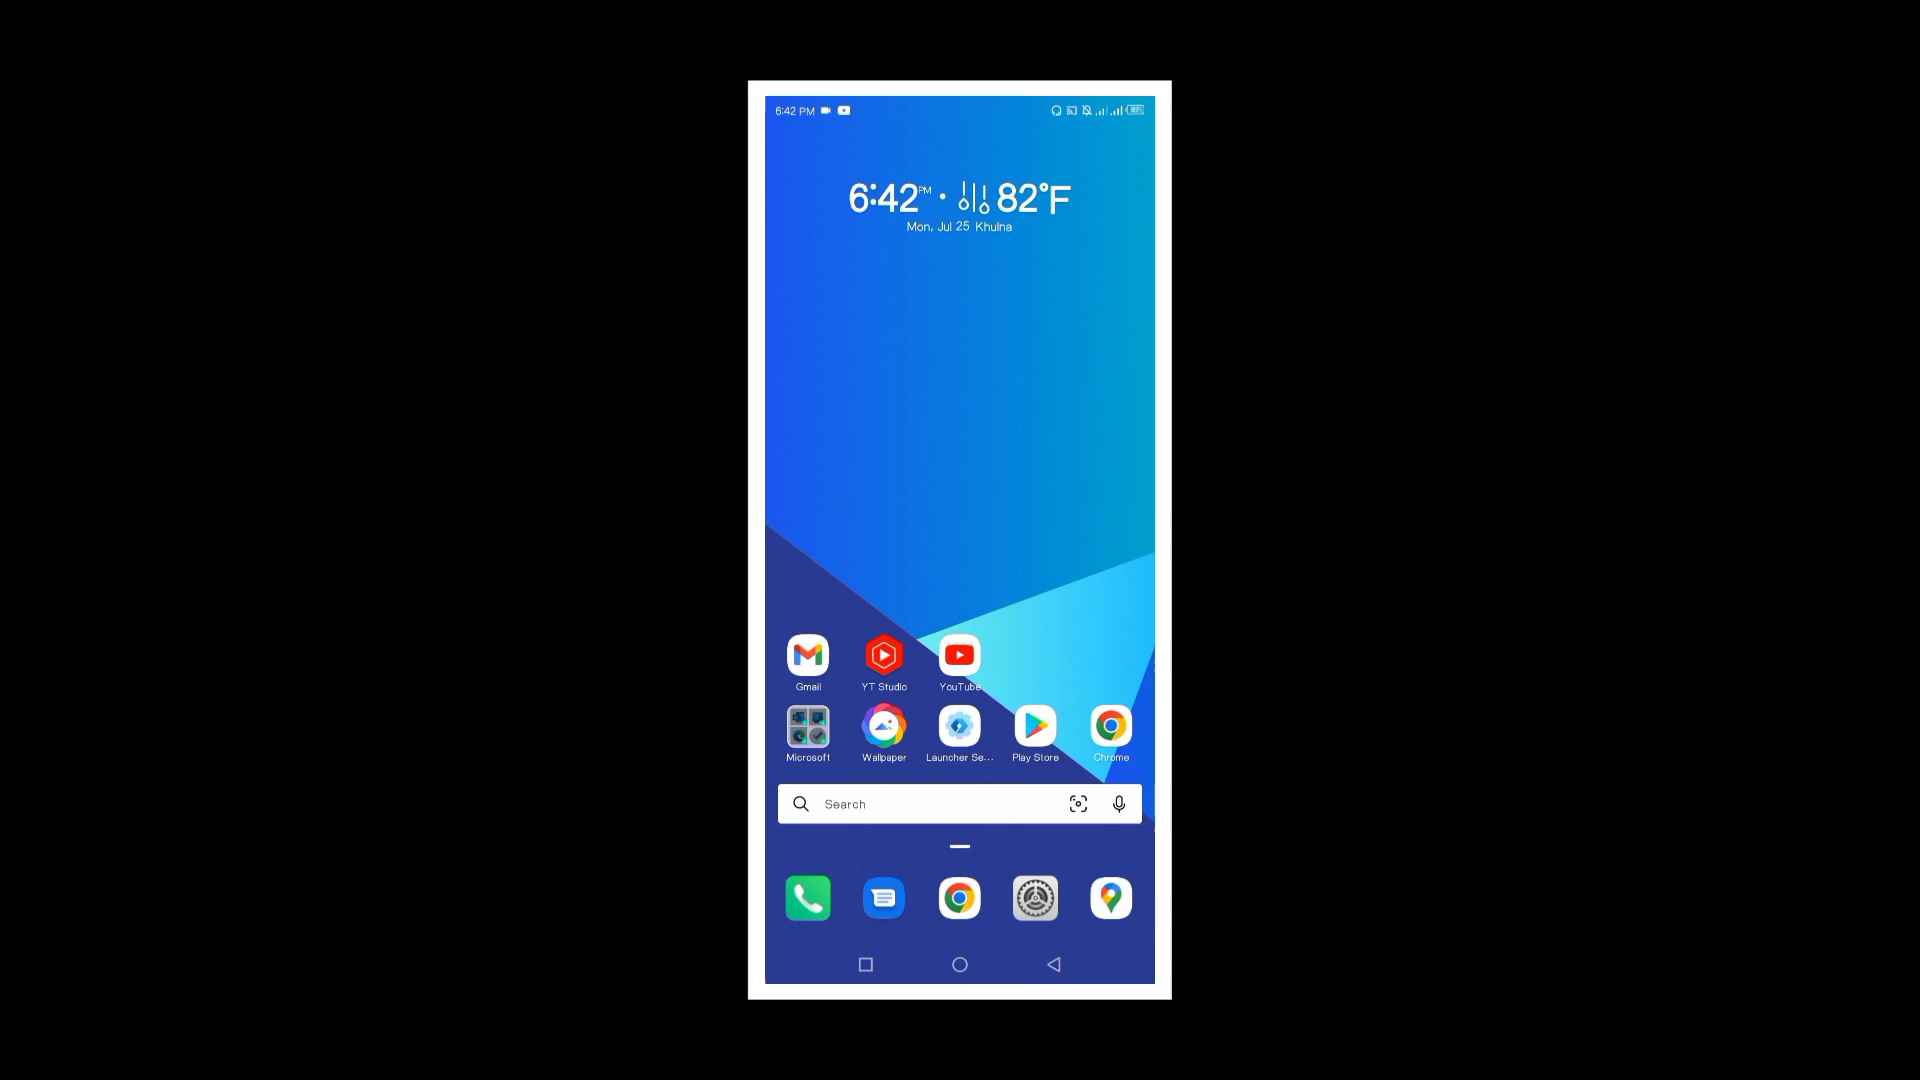 6:42 PM
6:42 PM · 82°F
Mon, Jul 25 Khulna
Gmail YT Studio YouTube
Microsoft Wallpaper Launcher Se... Play Store Chrome
Search